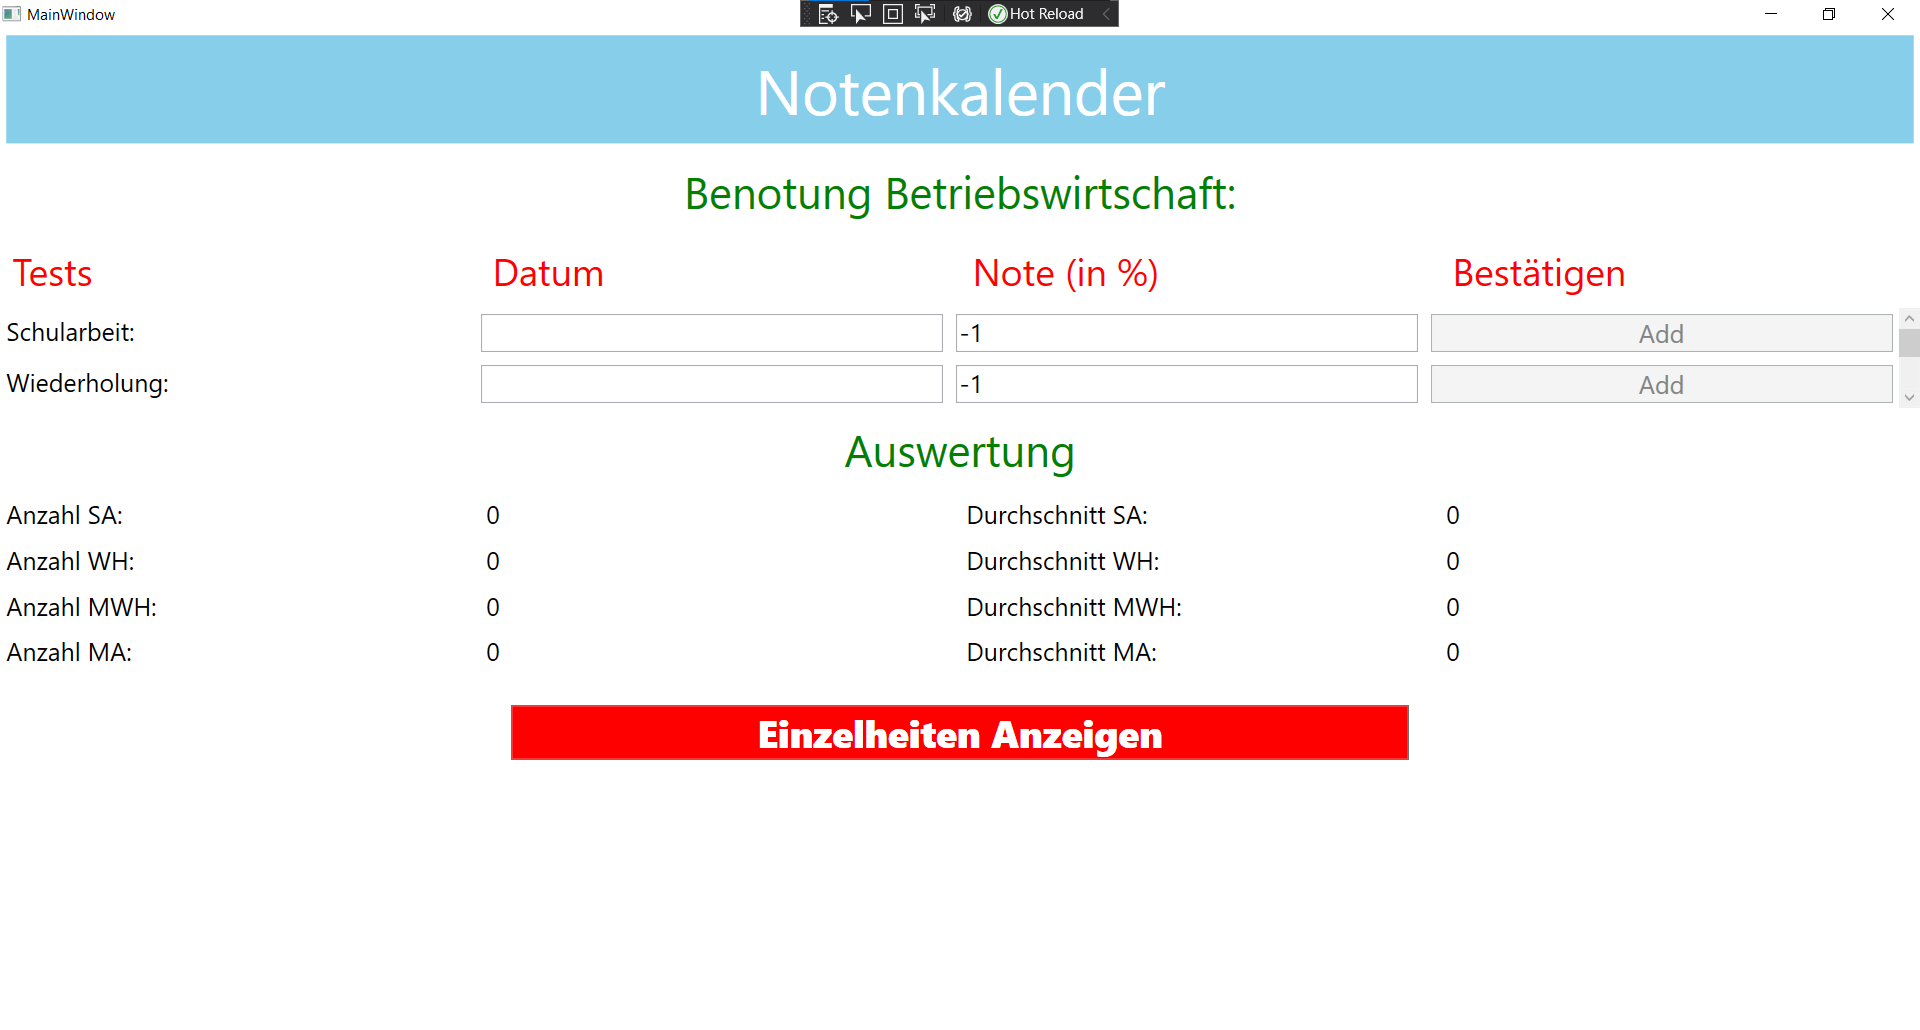 MainWindow
Hot Reload
Notenkalender
Benotung Betriebswirtschaft:
Tests Datum Note (in %) Bestätigen
Schularbeit: -1 Add
Wiederholung: -1 Add
Auswertung
Anzahl SA: 0 Durchschnitt SA: 0
Anzahl WH: 0 Durchschnitt WH: 0
Anzahl MWH: 0 Durchschnitt MWH: 0
Anzahl MA: 0 Durchschnitt MA: 0
Einzelheiten Anzeigen